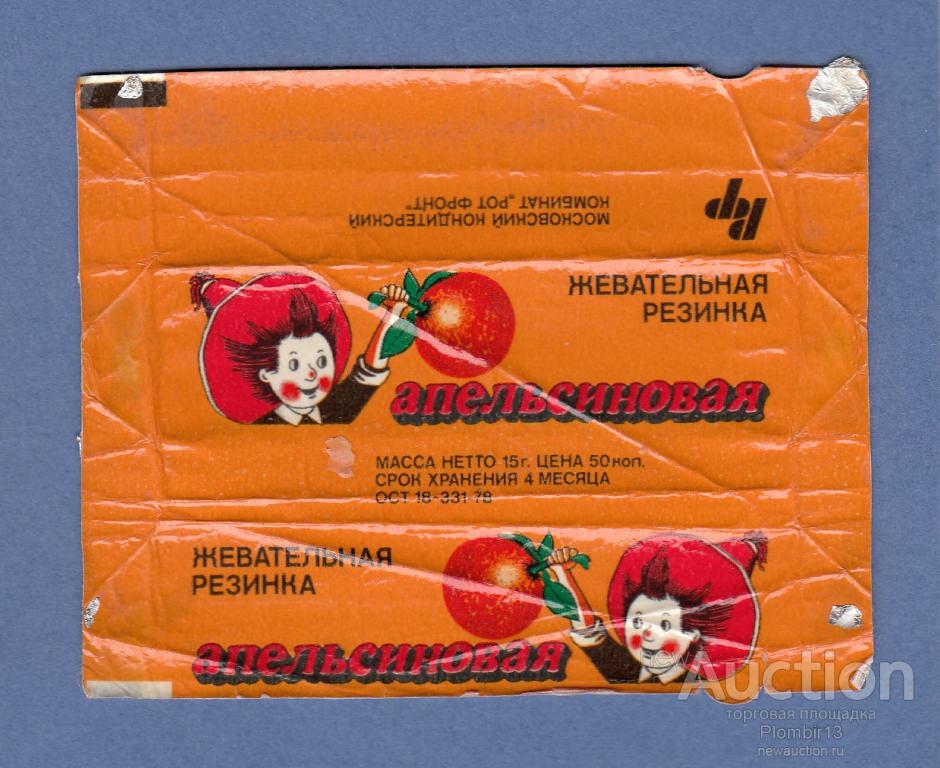 МОСКОВСКИЙ КОНДИТЕРСКИЙ
КОМБИНАТ „РОТ ФРОНТ"
ЖЕВАТЕЛЬНАЯ
РЕЗИНКА
апельсиновая
МАССА НЕТТО 15г. ЦЕНА 50коп.
СРОК ХРАНЕНИЯ 4 МЕСЯЦА
ОСТ 18-331 78
ЖЕВАТЕЛЬНАЯ
РЕЗИНКА
апельсиновая
Auction
торговая площадка
Plombir13
newauction.ru